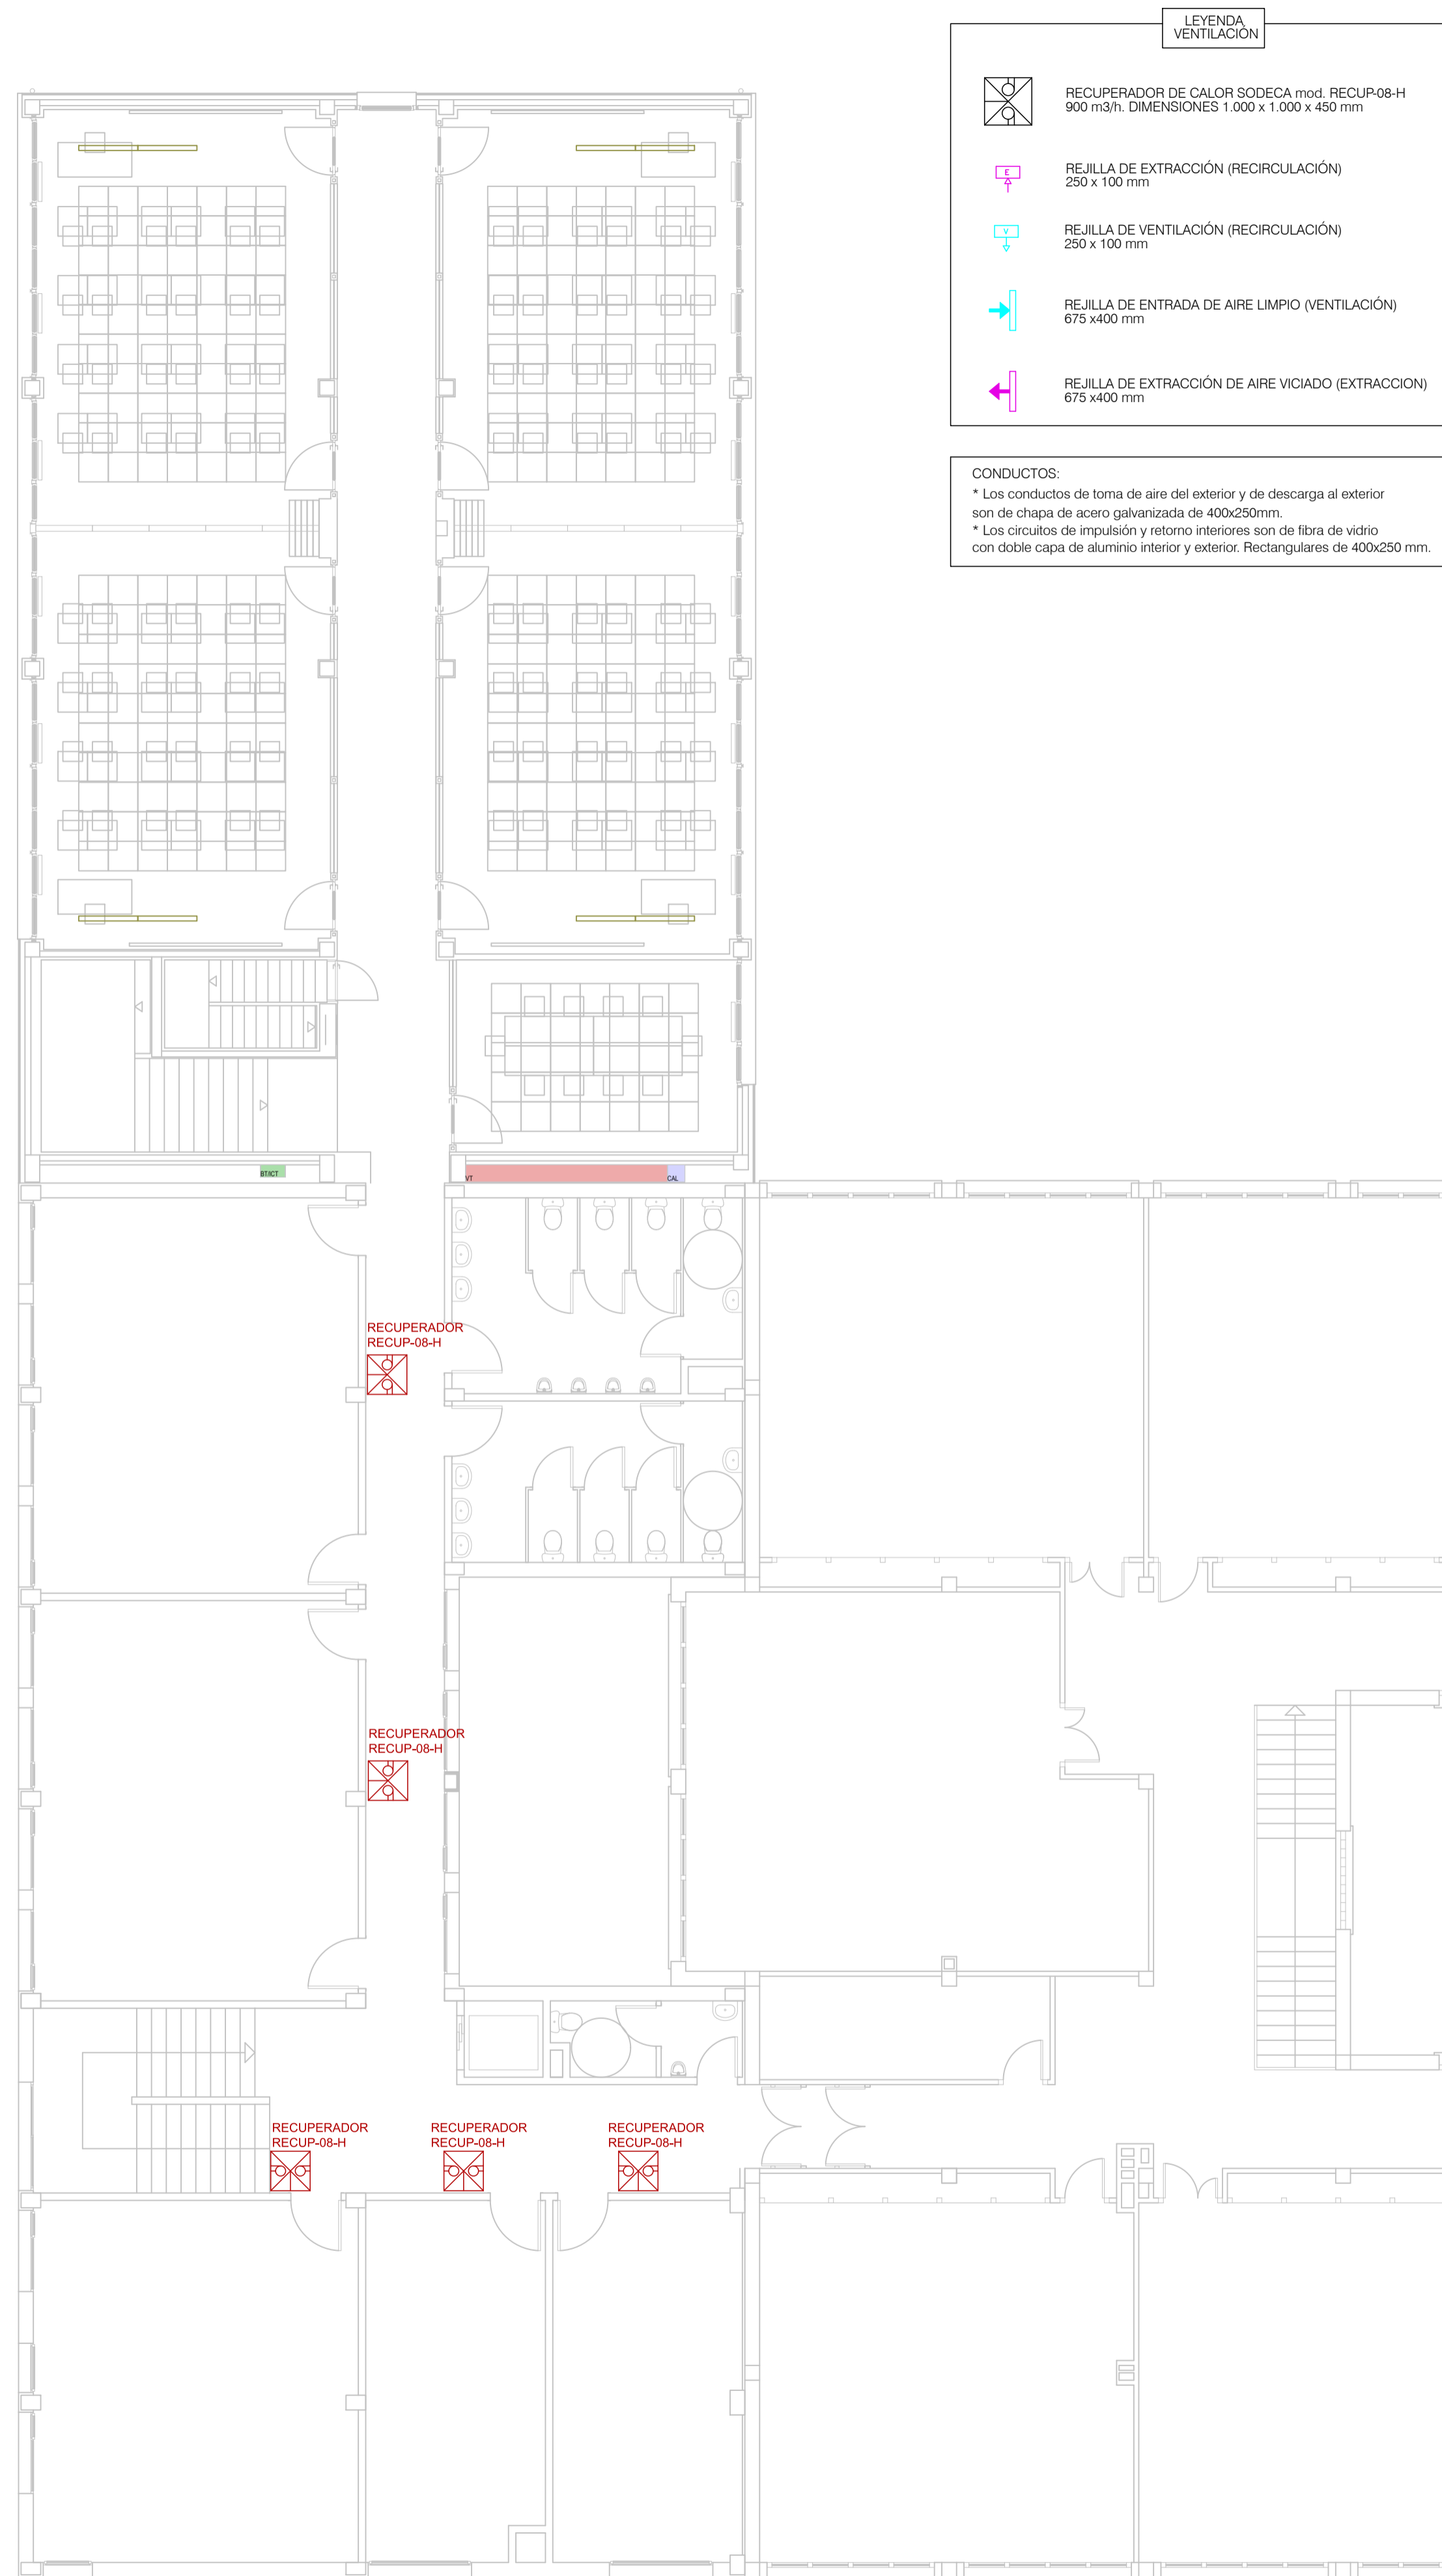 LEYENDA
VENTILACIÓN
RECUPERADOR DE CALOR SODECA mod. RECUP-08-H
900 m3/h. DIMENSIONES 1.000 x 1.000 x 450 mm
E
REJILLA DE EXTRACCIÓN (RECIRCULACIÓN)
250 x 100 mm
V
REJILLA DE VENTILACIÓN (RECIRCULACIÓN)
250 x 100 mm
REJILLA DE ENTRADA DE AIRE LIMPIO (VENTILACIÓN)
675 x400 mm
REJILLA DE EXTRACCIÓN DE AIRE VICIADO (EXTRACCION)
675 x400 mm
CONDUCTOS:
* Los conductos de toma de aire del exterior y de descarga al exterior
son de chapa de acero galvanizada de 400x250mm.
* Los circuitos de impulsión y retorno interiores son de fibra de vidrio
con doble capa de aluminio interior y exterior. Rectangulares de 400x250 mm.
BT/ICT
VT
CAL
RECUPERADOR
RECUP-08-H
RECUPERADOR
RECUP-08-H
RECUPERADOR
RECUP-08-H
RECUPERADOR
RECUP-08-H
RECUPERADOR
RECUP-08-H